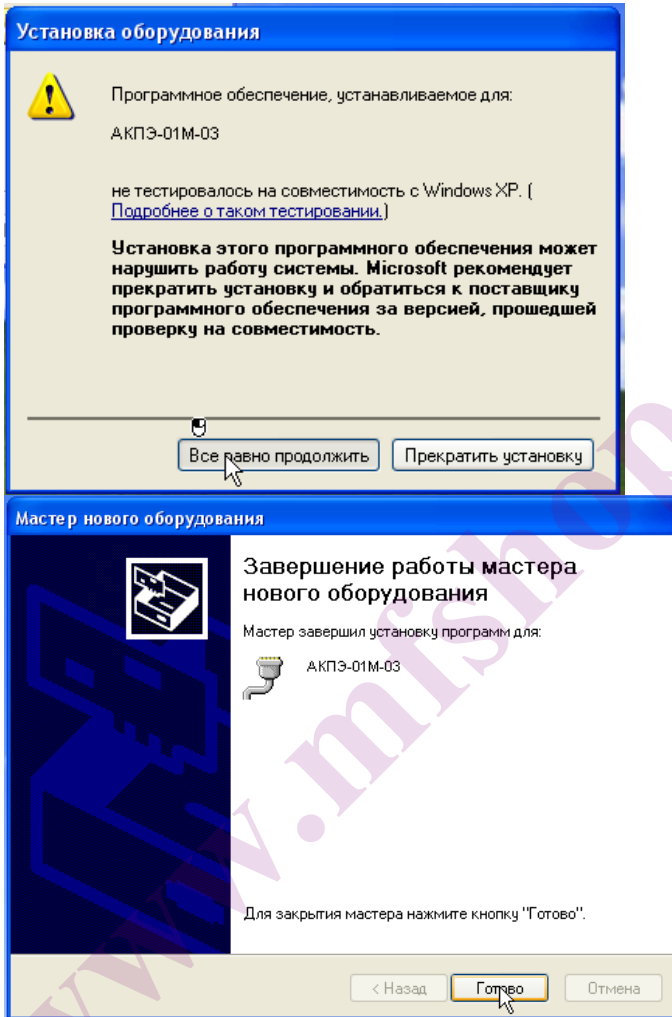 Установка оборудования
Программное обеспечение, устанавливаемое для:
АКПЭ-01М-03
не тестировалось на совместимость с Windows XP. (
Подробнее о таком тестировании.)
Установка этого программного обеспечения может
нарушить работу системы. Microsoft рекомендует
прекратить установку и обратиться к поставщику
программного обеспечения за версией, прошедшей
проверку на совместимость.
Все равно продолжить
Прекратить установку
Мастер нового оборудования
Завершение работы мастера
нового оборудования
Мастер завершил установку программ для:
АКПЭ-01М-03
Для закрытия мастера нажмите кнопку "Готово".
< Назад
Готово
Отмена
www.mfshop